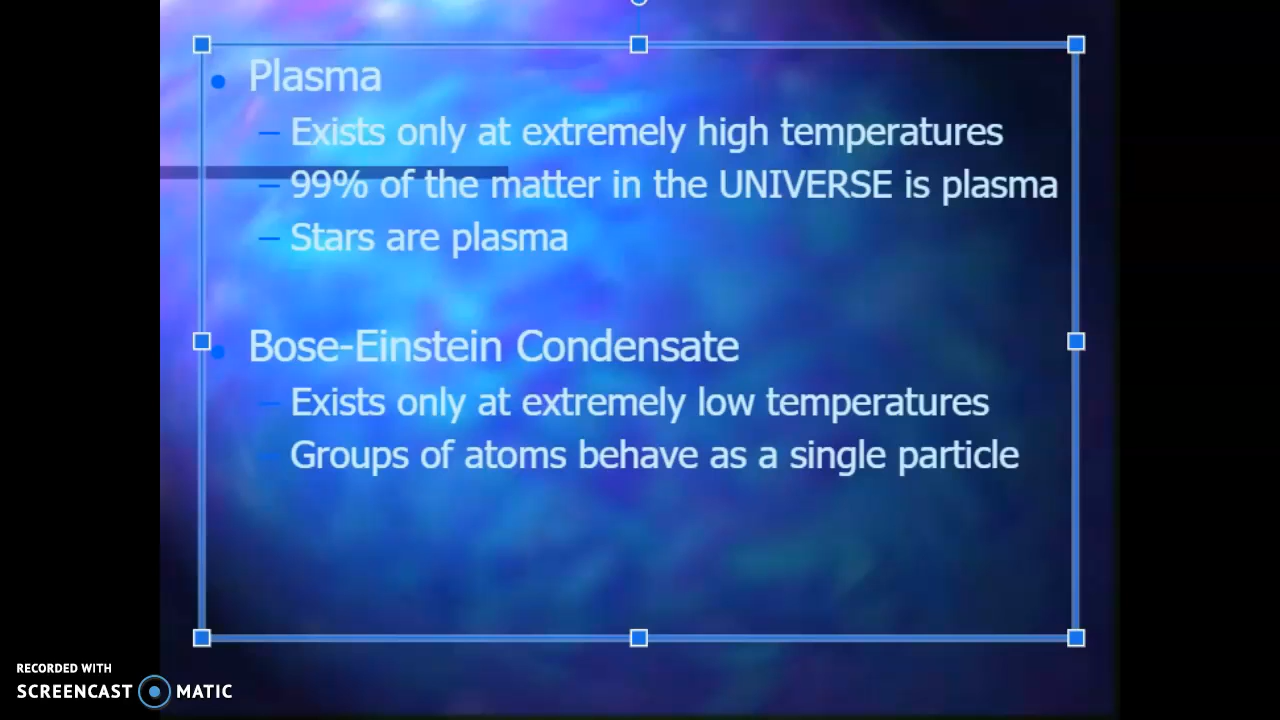 • Plasma
– Exists only at extremely high temperatures
– 99% of the matter in the UNIVERSE is plasma
– Stars are plasma
• Bose-Einstein Condensate
– Exists only at extremely low temperatures
– Groups of atoms behave as a single particle
RECORDED WITH
SCREENCAST MATIC